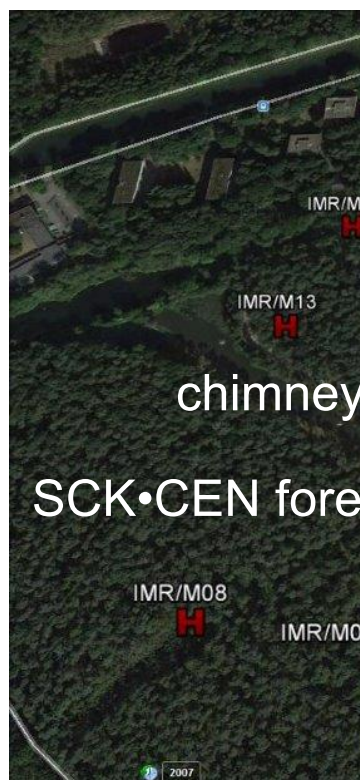 IMR/M
IMR/M13
chimney
SCK•CEN fore
IMR/M08
IMR/M0
2007